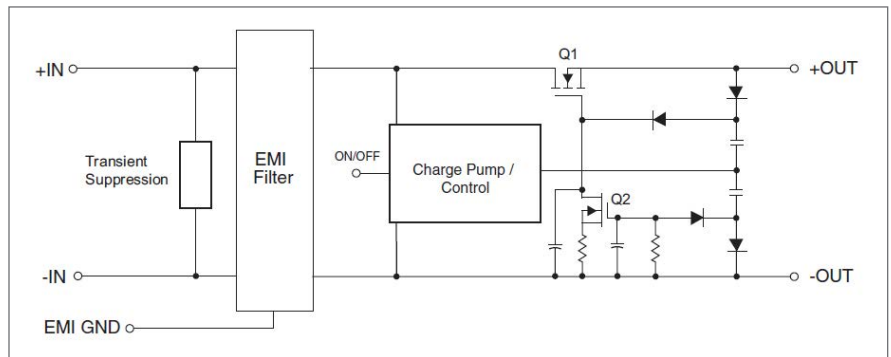 Q1
+IN
+OUT
EMI
Filter
Transient
Suppression
ON/OFF
Charge Pump /
Control
Q2
-IN
-OUT
EMI GND